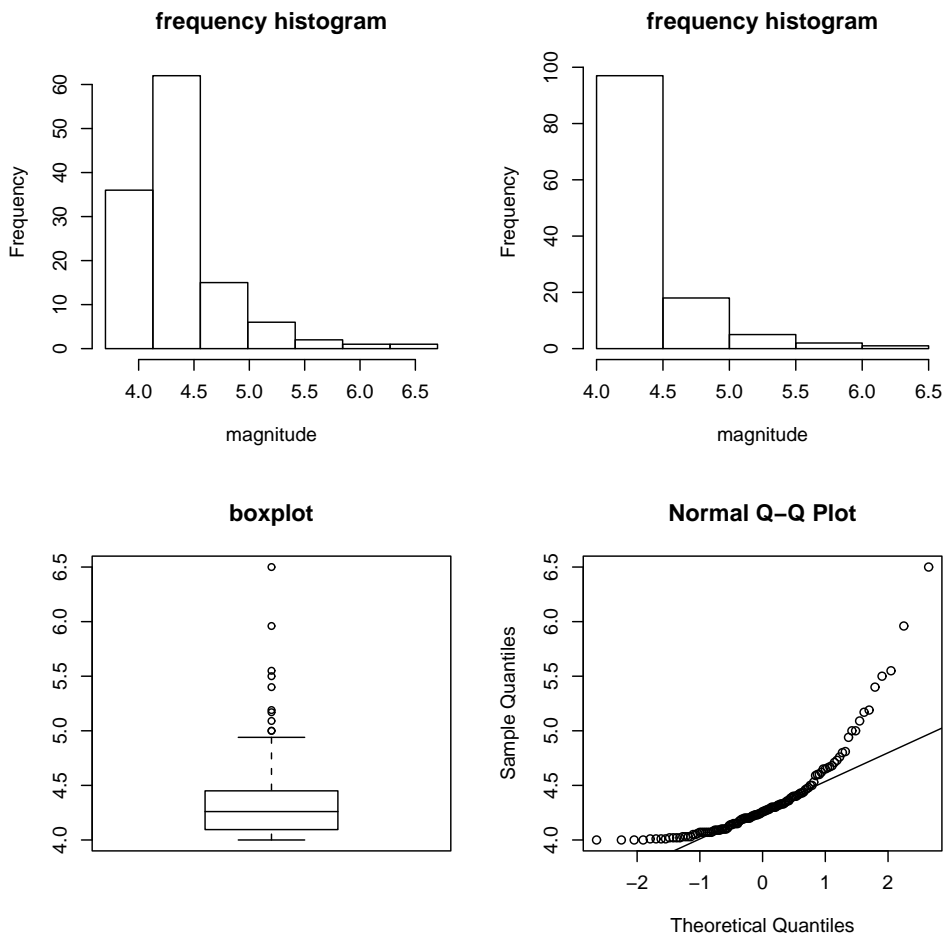 frequency histogram
Frequency
0 10 20 30 40 50 60
4.0 4.5 5.0 5.5 6.0 6.5
magnitude
frequency histogram
Frequency
0 20 40 60 80 100
4.0 4.5 5.0 5.5 6.0 6.5
magnitude
boxplot
4.0 4.5 5.0 5.5 6.0 6.5
Normal Q−Q Plot
Sample Quantiles
4.0 4.5 5.0 5.5 6.0 6.5
−2 −1 0 1 2
Theoretical Quantiles